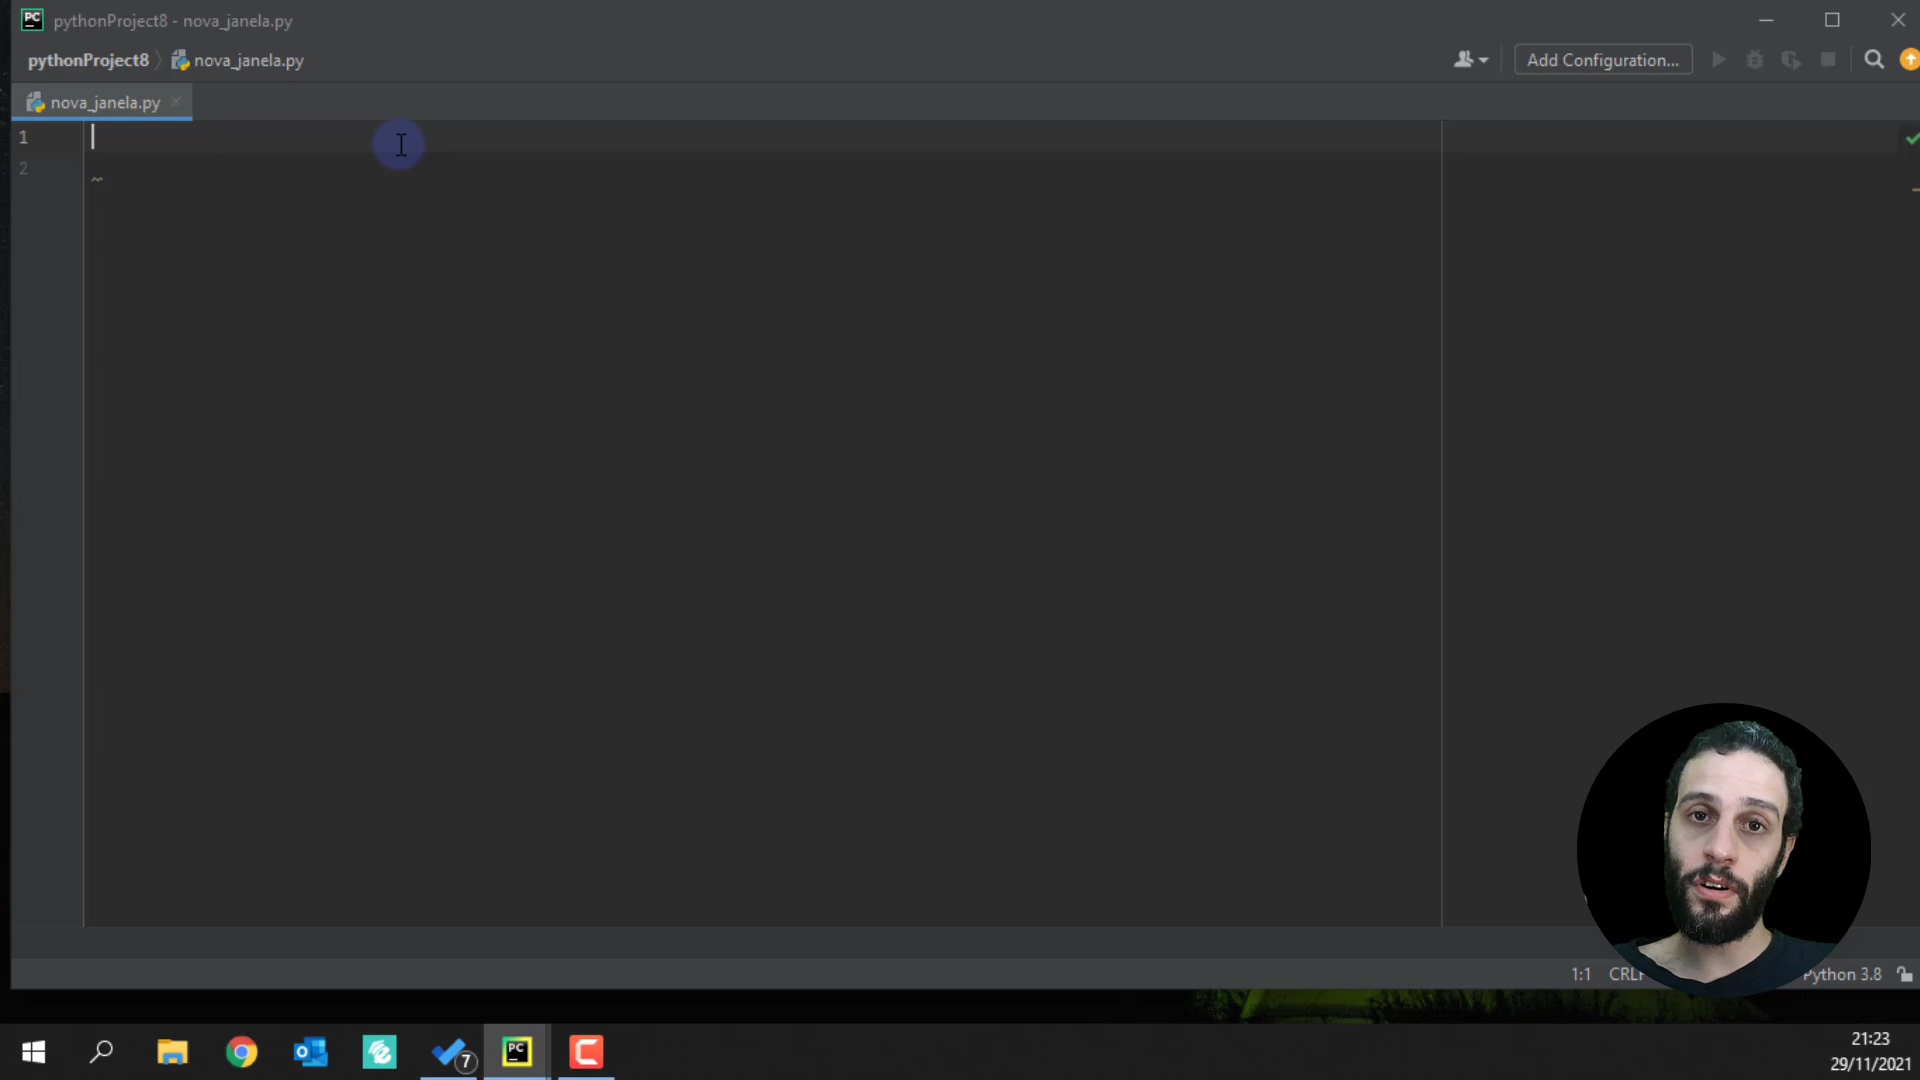 PC pythonProject8 - nova_janela.py
pythonProject8 nova_janela.py
Add Configuration...
nova_janela.py
1
2
1:1 CRLF Python 3.8
7
PC
21:23
29/11/2021